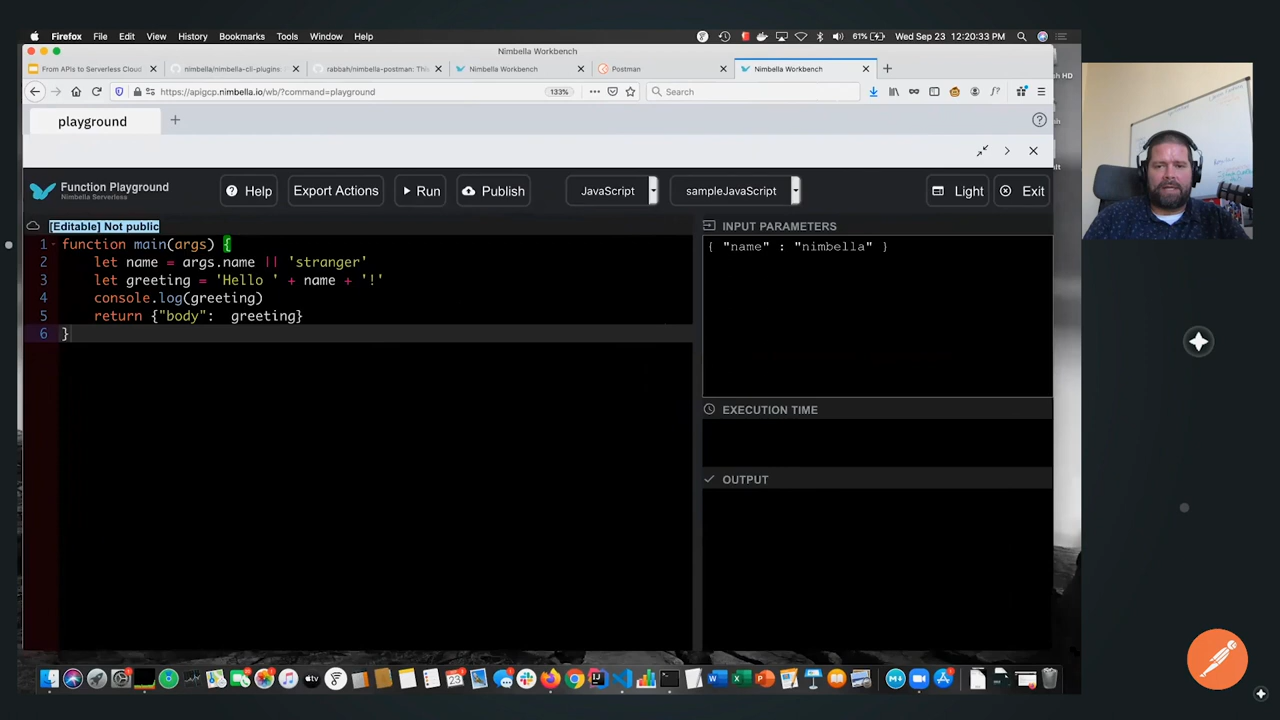 Firefox File Edit View History Bookmarks Tools Window Help 61% Wed Sep 23 12:20:33 PM
Nimbella Workbench
From APIs to Serverless Cloud nimbella/nimbella-cli-plugins: rabbah/nimbella-postman: Thi Nimbella Workbench Postman Nimbella Workbench
https://apigcp.nimbella.io/wb/?command=playground 133% Search
playground
Function Playground
Nimbella Serverless
Help Export Actions Run Publish JavaScript sampleJavaScript Light Exit
[Editable] Not public
1 function main(args) {
2 let name = args.name || 'stranger'
3 let greeting = 'Hello ' + name + '!'
4 console.log(greeting)
5 return {"body":  greeting}
6 }
INPUT PARAMETERS
{ "name" : "nimbella" }
EXECUTION TIME
OUTPUT